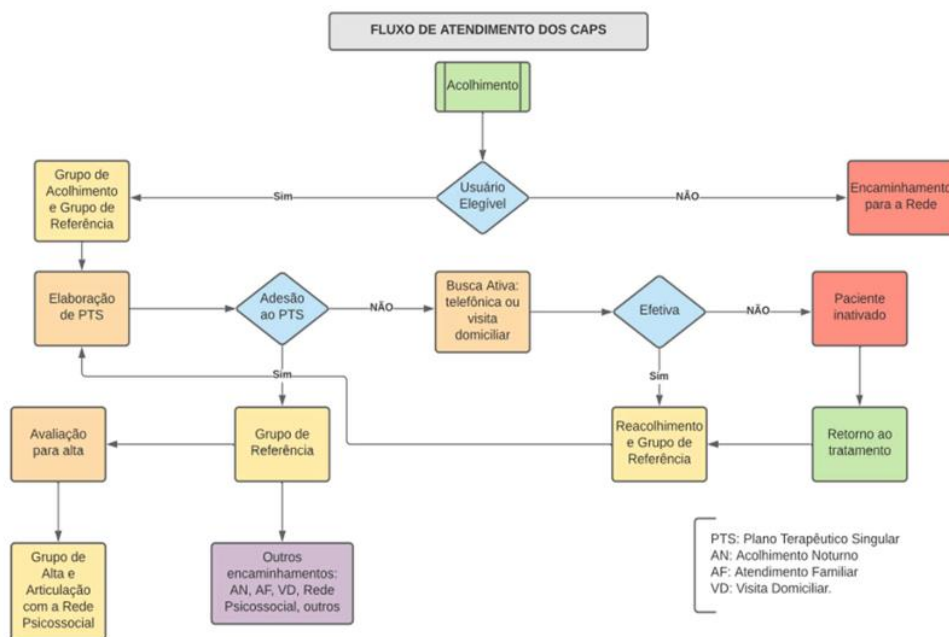 FLUXO DE ATENDIMENTO DOS CAPS
Acolhimento
Grupo de
Acolhimento
e Grupo de
Referência
Sim
Usuário
Elegível
NÃO
Encaminhamento
para a Rede
Elaboração
de PTS
Adesão
ao PTS
NÃO
Busca Ativa:
telefônica ou
visita
domiciliar
Efetiva
NÃO
Paciente
inativado
Sim
Sim
Avaliação
para alta
Grupo de
Referência
Reacolhimento
e Grupo de
Referência
Retorno ao
tratamento
Grupo de
Alta e
Articulação
com a Rede
Psicossocial
Outros
encaminhamentos:
AN, AF, VD, Rede
Psicossocial, outros
PTS: Plano Terapêutico Singular
AN: Acolhimento Noturno
AF: Atendimento Familiar
VD: Visita Domiciliar.